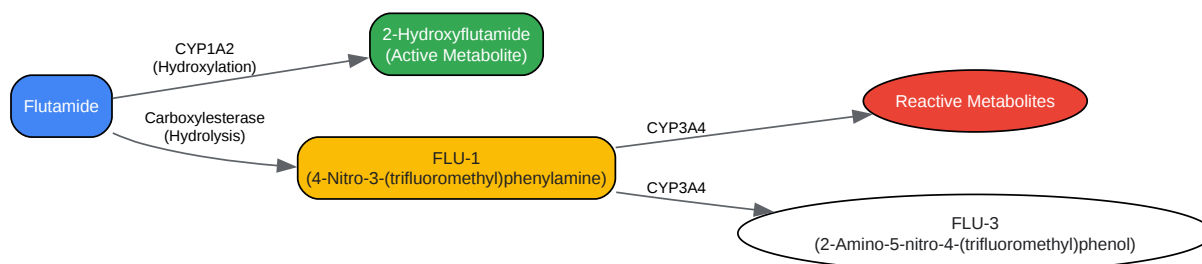 CYP1A2
(Hydroxylation)
2-Hydroxyflutamide
(Active Metabolite)
Flutamide
Carboxylesterase
(Hydrolysis)
FLU-1
(4-Nitro-3-(trifluoromethyl)phenylamine)
CYP3A4
Reactive Metabolites
CYP3A4
FLU-3
(2-Amino-5-nitro-4-(trifluoromethyl)phenol)